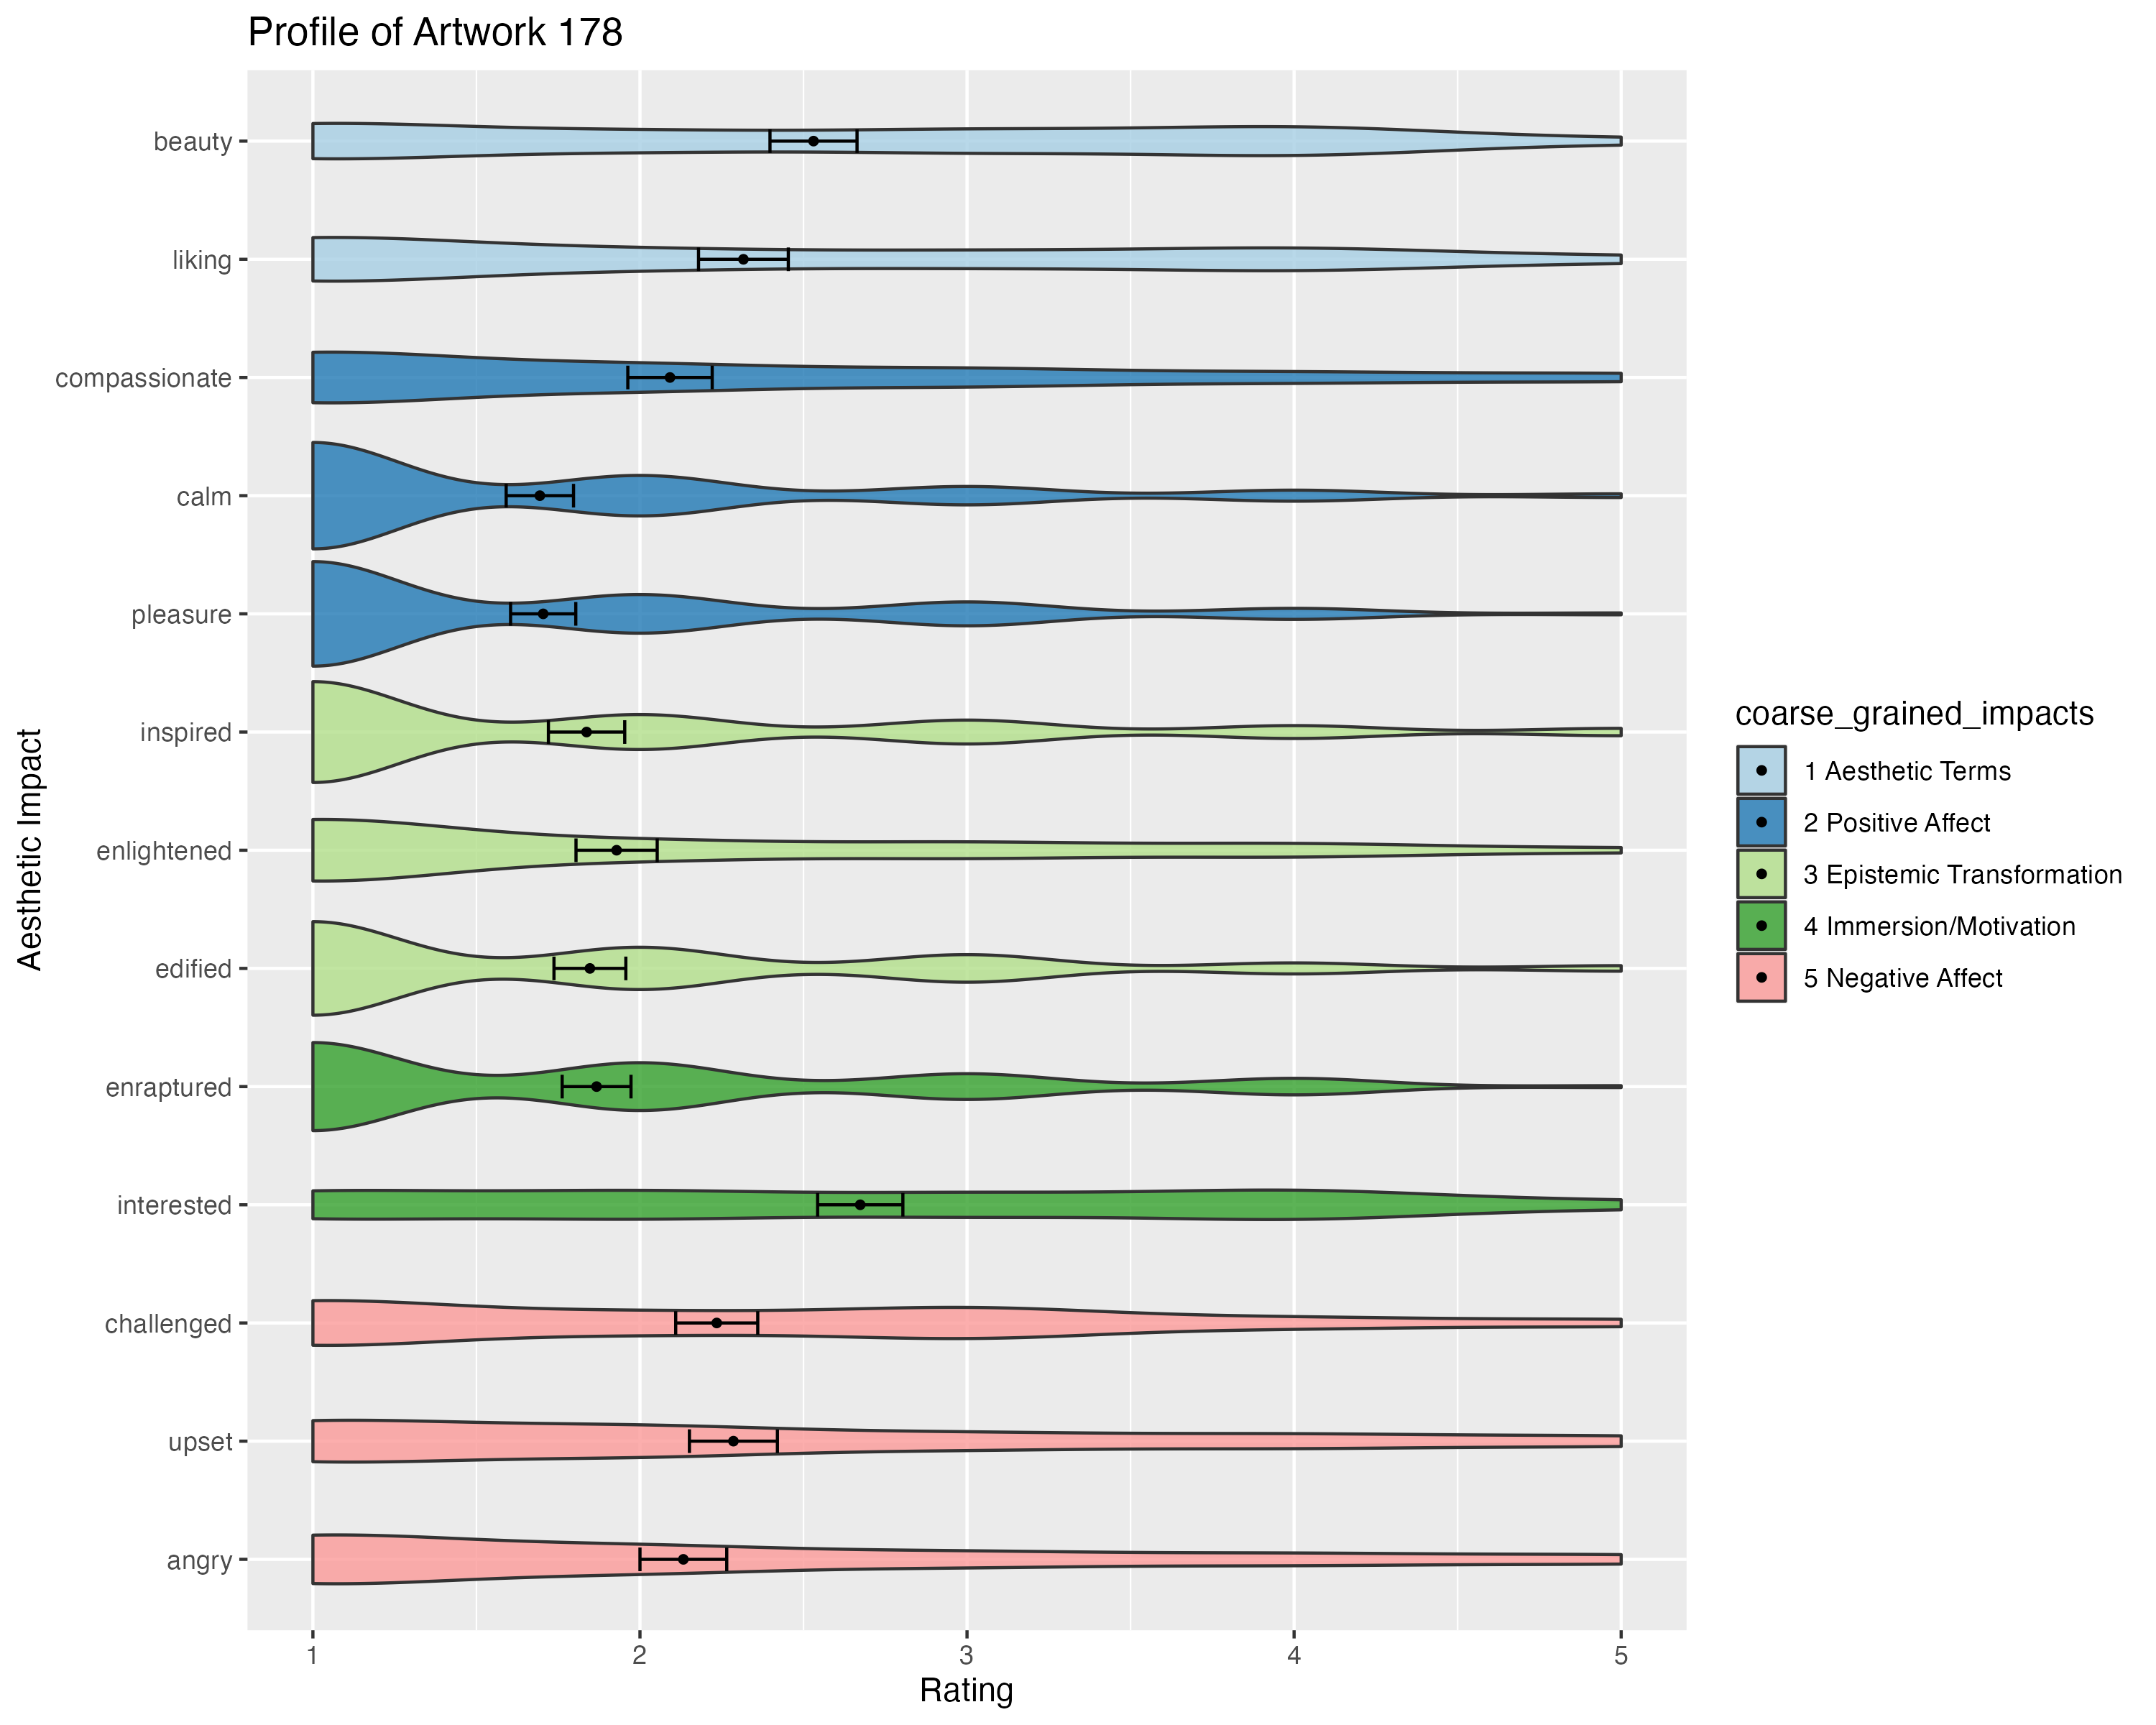 Profile of Artwork 178
beauty
liking
compassionate
calm
pleasure
inspired
enlightened
edified
enraptured
interested
challenged
upset
angry
Aesthetic Impact
1 2 3 4 5
Rating
coarse_grained_impacts
1 Aesthetic Terms
2 Positive Affect
3 Epistemic Transformation
4 Immersion/Motivation
5 Negative Affect